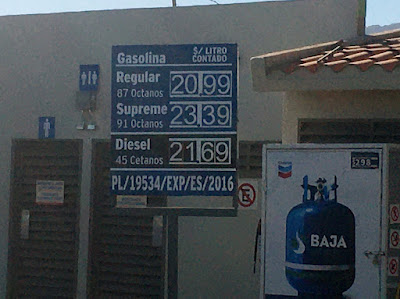 Gasolina $/ LITRO CONTADO
Regular 20.99
87 Octanos
Supreme 23.39
91 Octanos
Diesel 21.69
45 Cetanos
PL/19534/EXP/ES/2016
BAJA